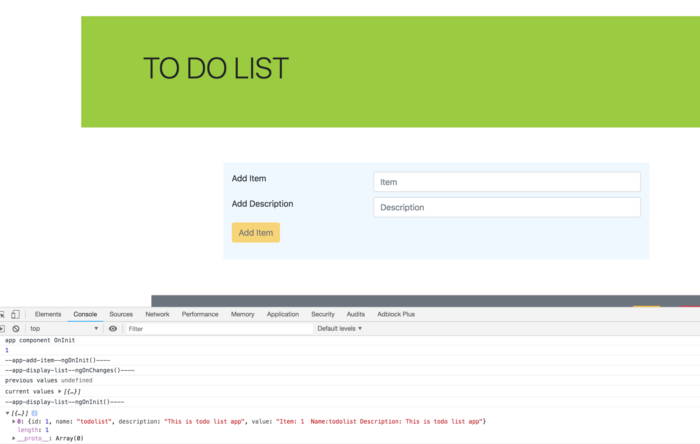 TO DO LIST
Add Item Item
Add Description Description
Add Item
Elements Console Sources Network Performance Memory Application Security Audits Adblock Plus
top ▼ Filter Default levels ▼
app component OnInit
1
--app-add-item--ngOnInit()----
--app-display-list--ngOnChanges()----
previous values undefined
current values ▶ [{…}]
--app-display-list--ngOnInit()----
▼ [{…}]
▶ 0: {id: 1, name: "todolist", description: "This is todo list app", value: "Item: 1 Name:todolist Description: This is todo list app"}
length: 1
▶ __proto__: Array(0)